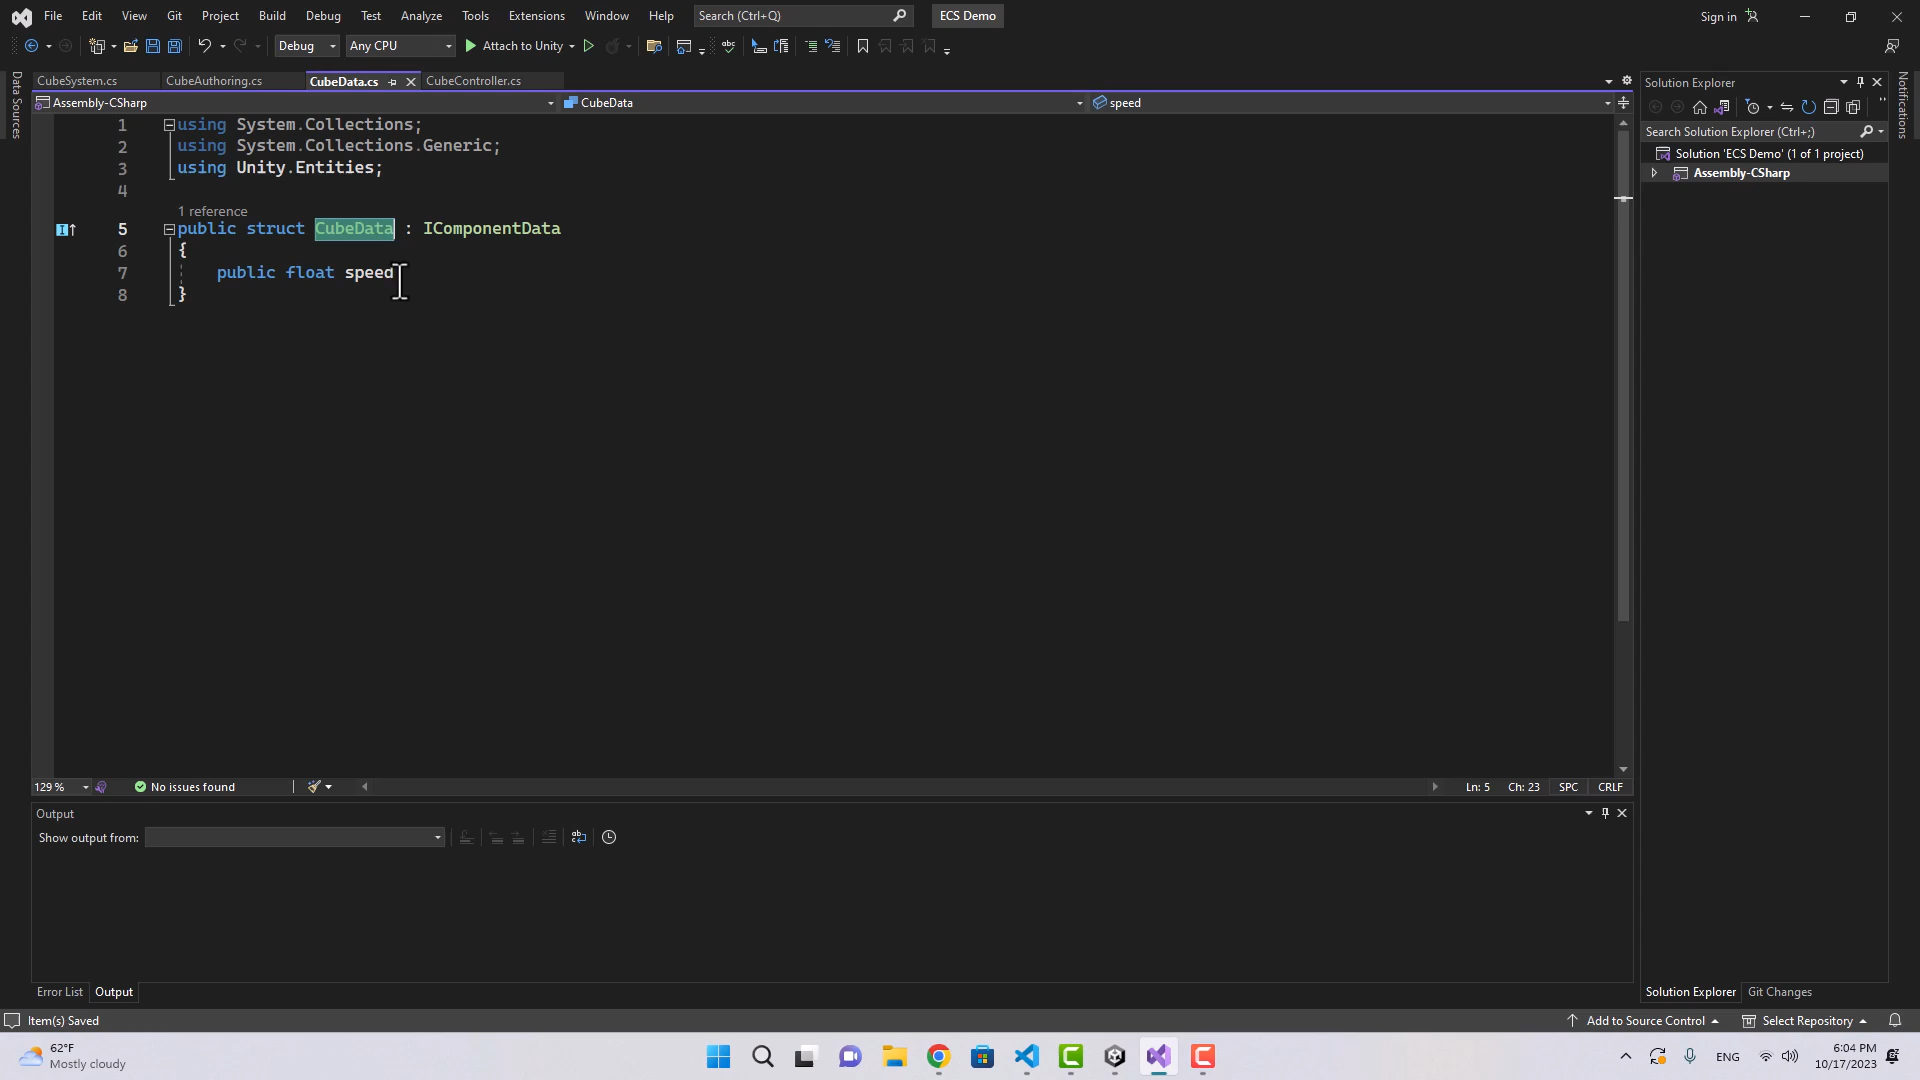 File Edit View Git Project Build Debug Test Analyze Tools Extensions Window Help Search (Ctrl+Q) ECS Demo Sign in
Debug Any CPU Attach to Unity
CubeSystem.cs CubeAuthoring.cs CubeData.cs CubeController.cs
Assembly-CSharp CubeData speed
1 using System.Collections;
2 using System.Collections.Generic;
3 using Unity.Entities;
4
1 reference
5 public struct CubeData : IComponentData
6 {
7 public float speed
8 }
Data Sources
Solution Explorer
Search Solution Explorer (Ctrl+;)
Solution 'ECS Demo' (1 of 1 project)
Assembly-CSharp
Notifications
129 % No issues found Ln: 5 Ch: 23 SPC CRLF
Output
Show output from:
Error List Output
Solution Explorer Git Changes
Item(s) Saved Add to Source Control Select Repository
62°F
Mostly cloudy
ENG
6:04 PM
10/17/2023